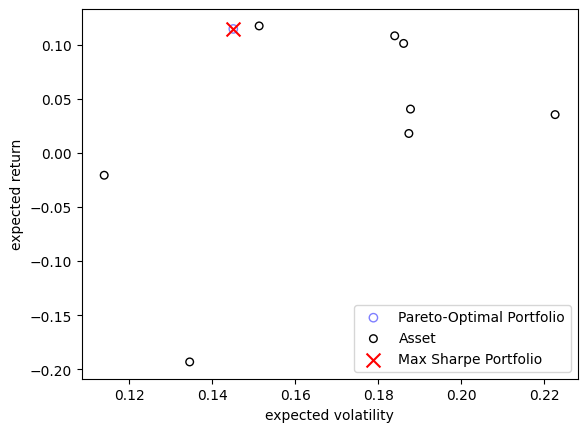 0.10
0.05
0.00
−0.05
−0.10
−0.15
−0.20
expected return
0.12
0.14
0.16
0.18
0.20
0.22
expected volatility
Pareto-Optimal Portfolio
Asset
Max Sharpe Portfolio